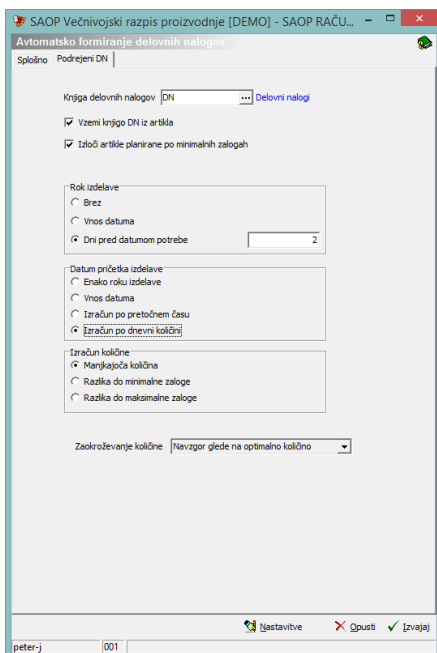 SAOP Večnivojski razpis proizvodnje [DEMO] - SAOP RAČU...
Avtomatsko formiranje delovnih nalogov
Splošno Podrejeni DN
Knjiga delovnih nalogov DN ... Delovni nalogi
Vzemi knjigo DN iz artikla
Izloči artikle planirane po minimalnih zalogah
Rok izdelave
Brez
Vnos datuma
Dni pred datumom potrebe 2
Datum pričetka izdelave
Enako roku izdelave
Vnos datuma
Izračun po pretočnem času
Izračun po dnevni količini
Izračun količine
Manjkajoča količina
Razlika do minimalne zaloge
Razlika do maksimalne zaloge
Zaokroževanje količine Navzgor glede na optimalno količino
Nastavitve Opusti Izvajaj
peter-j 001